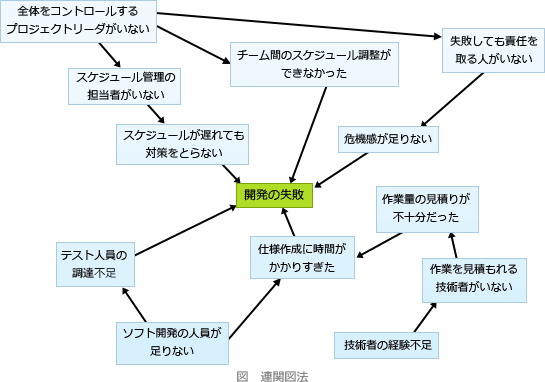 全体をコントロールする
プロジェクトリーダがいない
失敗しても責任を
取る人がいない
チーム間のスケジュール調整が
できなかった
スケジュール管理の
担当者がいない
スケジュールが遅れても
対策をとらない
危機感が足りない
開発の失敗
作業量の見積りが
不十分だった
仕様作成に時間が
かかりすぎた
テスト人員の
調達不足
作業を見積もれる
技術者がいない
ソフト開発の人員が
足りない
技術者の経験不足
図 連関図法